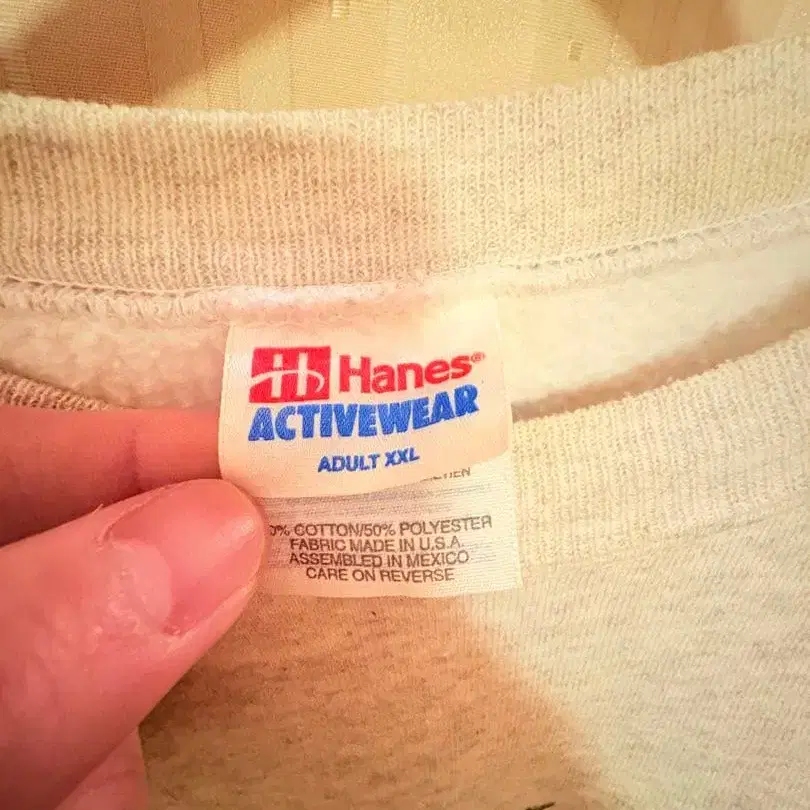 H Hanes®
ACTIVEWEAR
ADULT XXL
% COTTON/50% POLYESTER
FABRIC MADE IN U.S.A.
ASSEMBLED IN MEXICO
CARE ON REVERSE